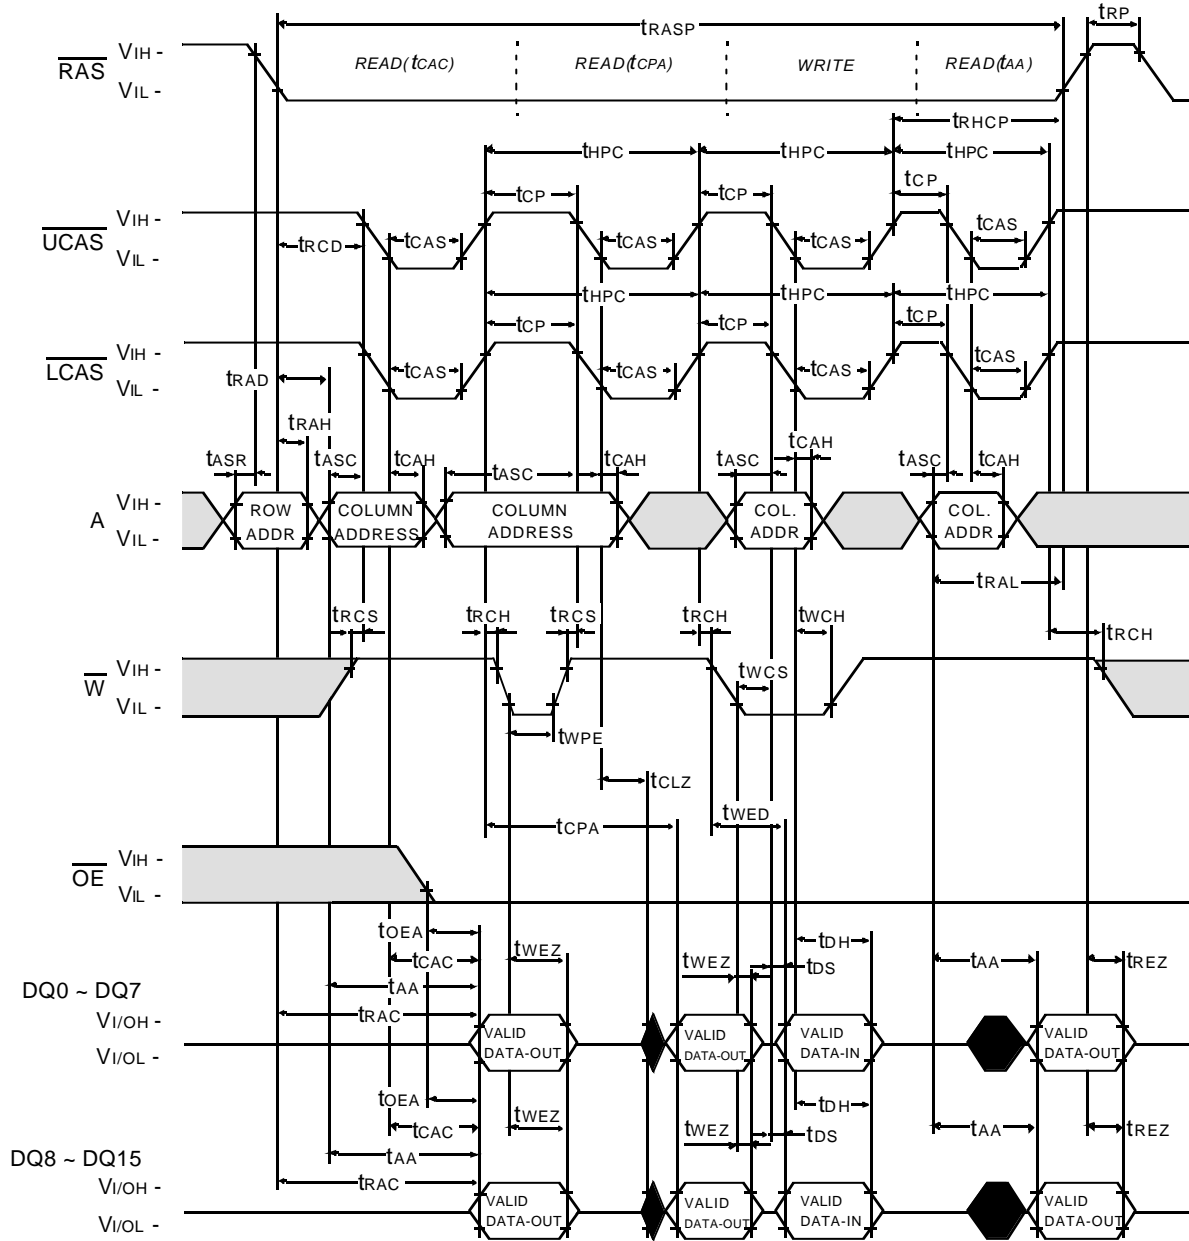 tRASP tRP
RAS VIH - READ(tCAC) READ(tCPA) WRITE READ(tAA)
VIL -
tRHCP
tHPC tHPC tHPC
tCP tCP tCP
UCAS VIH - tRCD tCAS tCAS tCAS tCAS
VIL -
tHPC tHPC tHPC
tCP tCP tCP
LCAS VIH - tCAS tCAS tCAS tCAS
VIL -
tRAD
tRAH
tASR tASC tCAH tASC tCAH tASC tCAH tASC tCAH
A VIH - ROW COLUMN COLUMN COL. COL.
VIL - ADDR ADDRESS ADDRESS ADDR ADDR
tRAL
tRCS tRCH tRCS tRCH tWCH tRCH
W VIH -
VIL - tWCS
tWPE
tCLZ
tCPA tWED
OE VIH -
VIL -
tOEA tWEZ tDH
tCAC tWEZ tDS tAA tREZ
DQ0 ~ DQ7 tAA
tRAC
VI/OH - VALID VALID VALID VALID
VI/OL - DATA-OUT DATA-OUT DATA-IN DATA-OUT
tOEA tWEZ tDH
tCAC tWEZ tDS tAA tREZ
DQ8 ~ DQ15 tAA
tRAC
VI/OH - VALID VALID VALID VALID
VI/OL - DATA-OUT DATA-OUT DATA-IN DATA-OUT